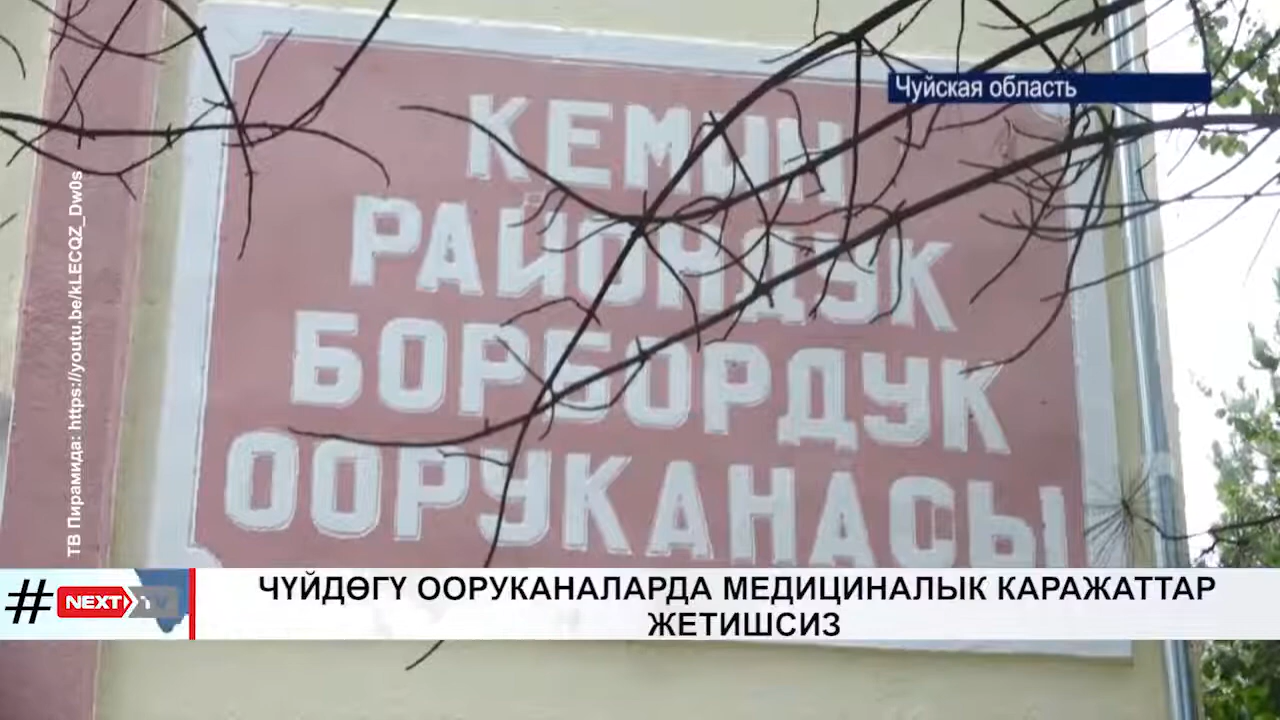 Чуйская область
КЕМИН
РАЙОНДУК
БОРБОРДУК
ООРУКАНАСЫ
ТВ Пирамида: https://youtu.be/kLECQZ_Dw0s
#NEXT TV
ЧҮЙДӨГҮ ООРУКАНАЛАРДА МЕДИЦИНАЛЫК КАРАЖАТТАР
ЖЕТИШСИЗ